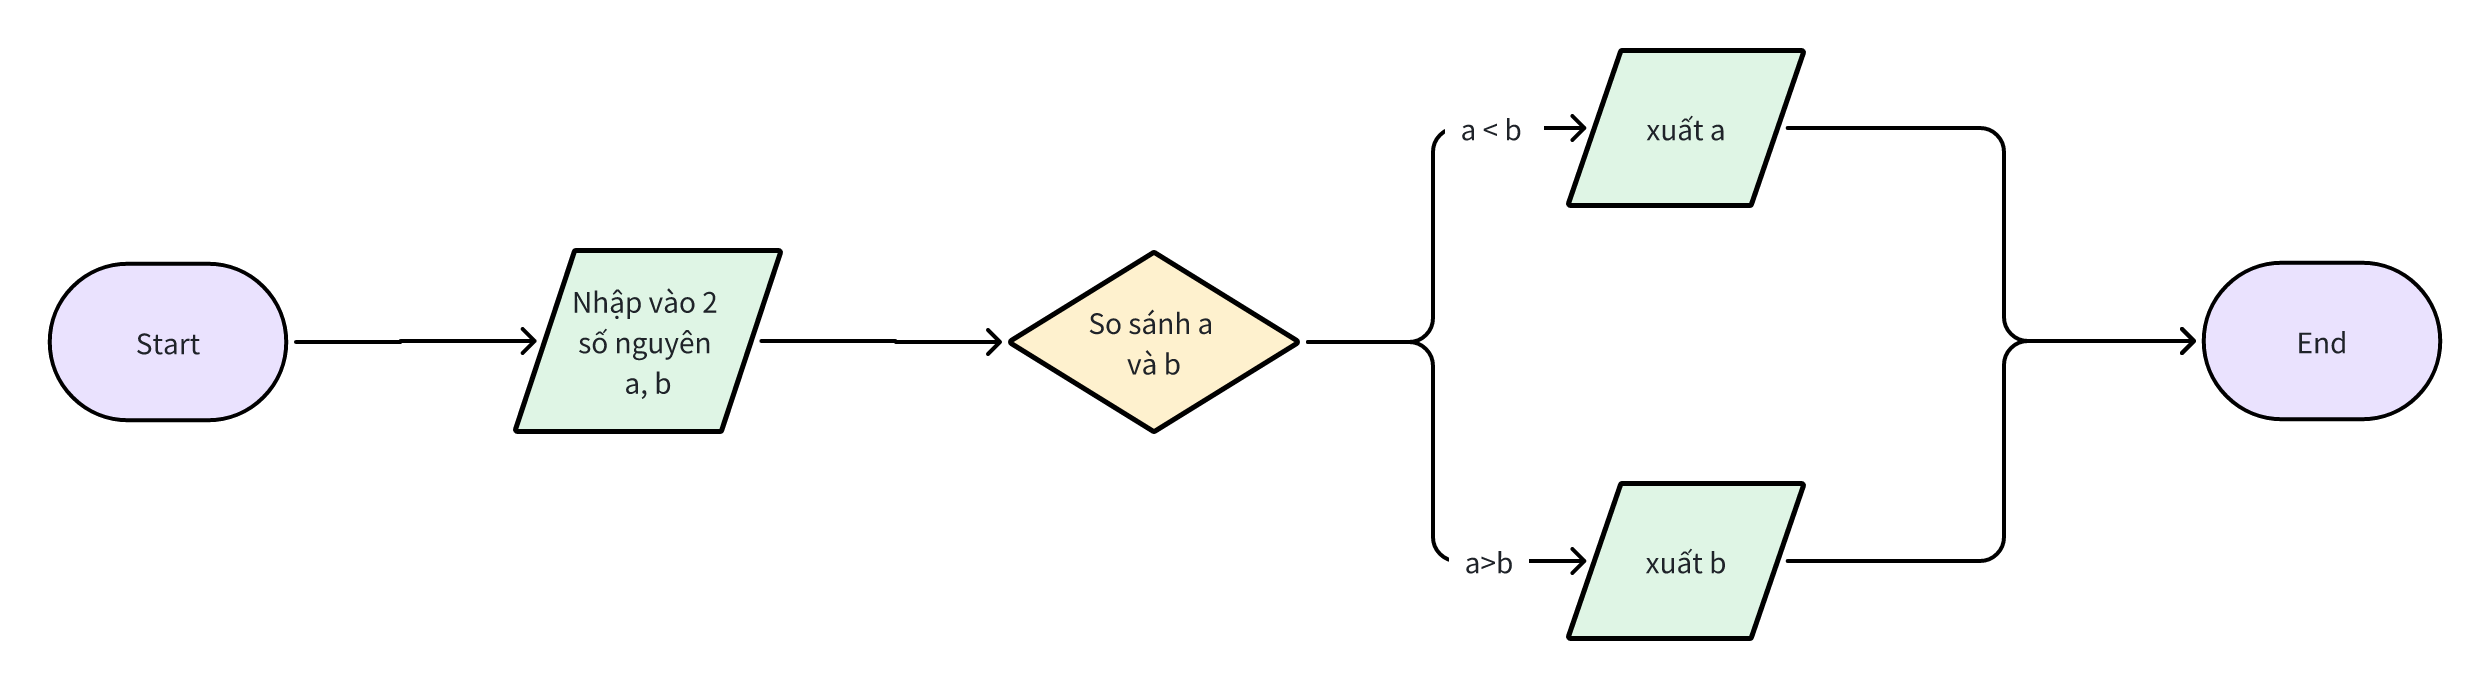 Start
Nhập vào 2
số nguyên
a, b
So sánh a
và b
a < b
xuất a
a>b
xuất b
End